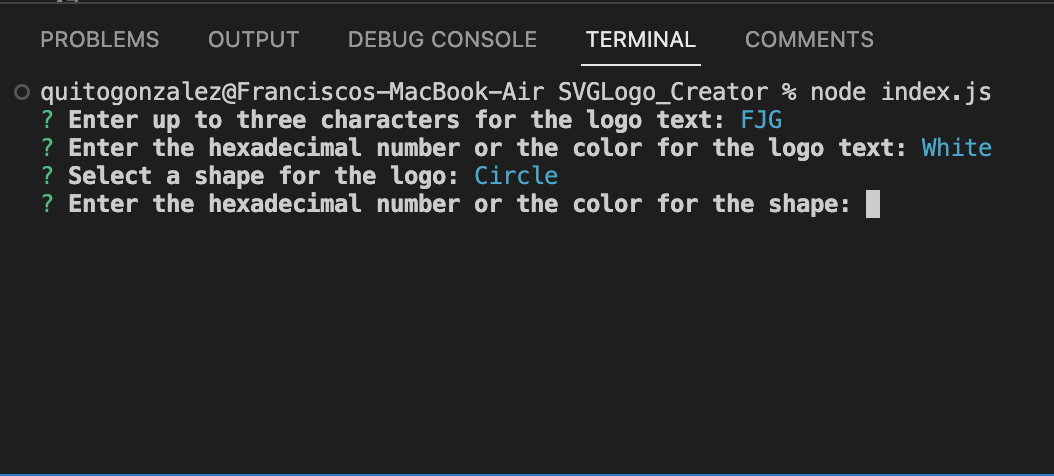 PROBLEMS OUTPUT DEBUG CONSOLE TERMINAL COMMENTS
quitogonzalez@Franciscos-MacBook-Air SVGLogo_Creator % node index.js
? Enter up to three characters for the logo text: FJG
? Enter the hexadecimal number or the color for the logo text: White
? Select a shape for the logo: Circle
? Enter the hexadecimal number or the color for the shape: